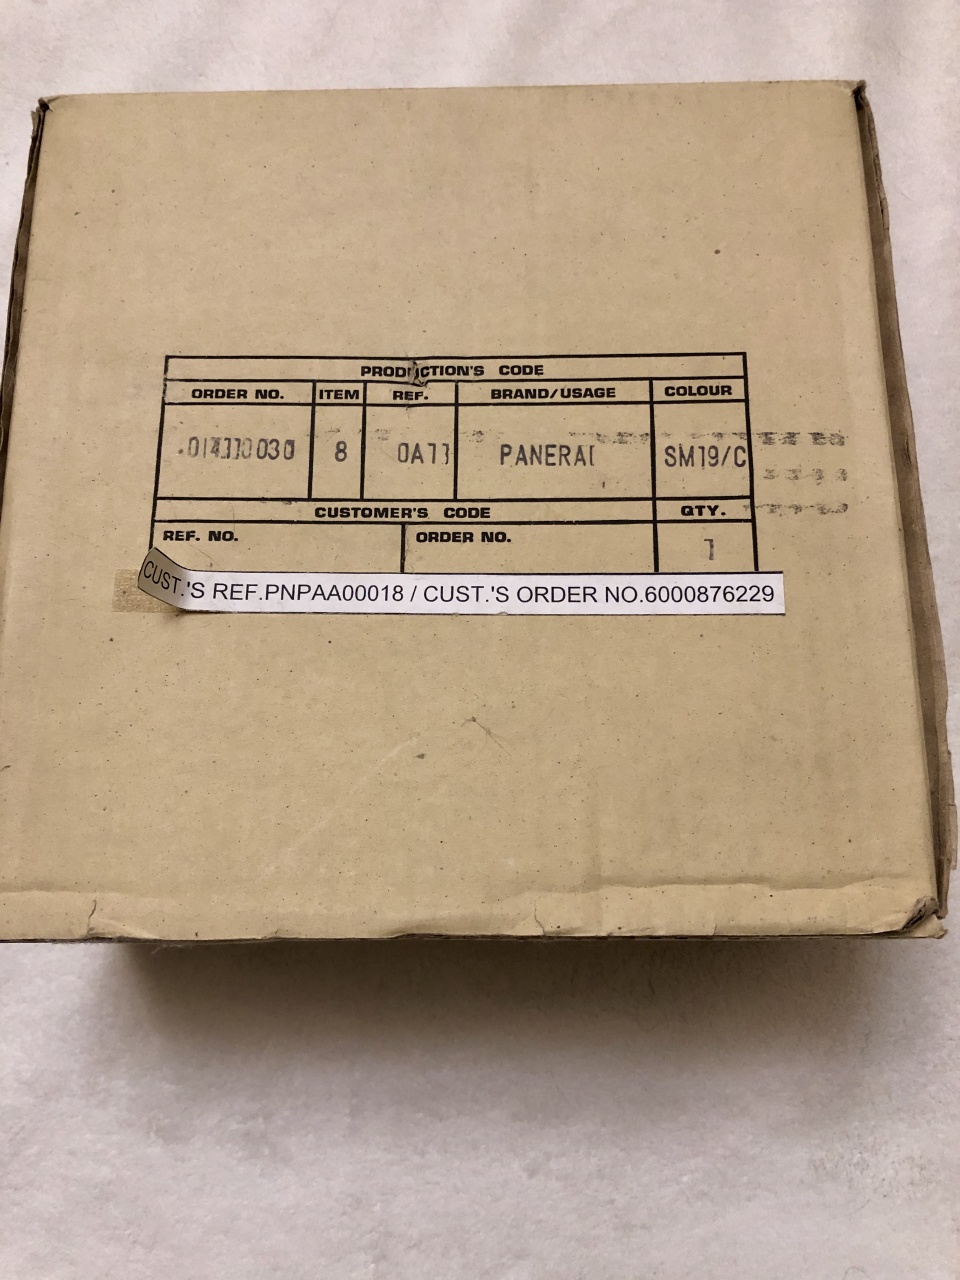 PRODUCTION'S CODE
ORDER NO. ITEM REF. BRAND/USAGE COLOUR
8 0A11 PANERAI SM19/C
CUSTOMER'S CODE QTY.
REF. NO. ORDER NO. 1
CUST.'S REF.PNPAA00018 / CUST.'S ORDER NO.6000876229